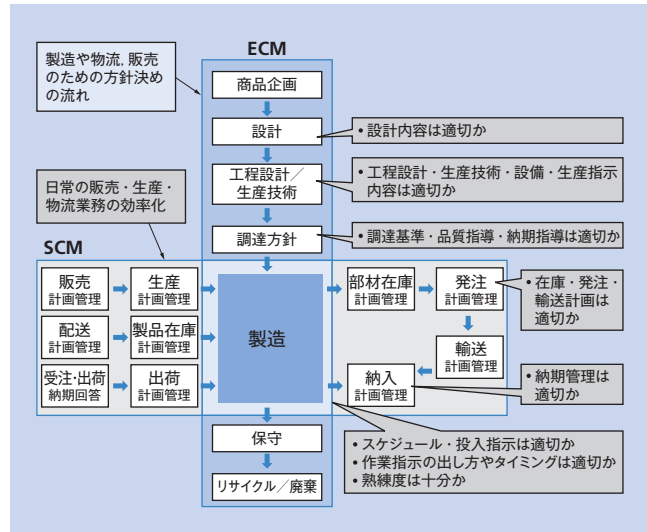 ECM
製造や物流，販売
のための方針決め
の流れ
商品企画
設計
• 設計内容は適切か
工程設計／
生産技術
• 工程設計・生産技術・設備・生産指示
内容は適切か
日常の販売・生産・
物流業務の効率化
調達方針
• 調達基準・品質指導・納期指導は適切か
SCM
販売
計画管理
生産
計画管理
部材在庫
計画管理
発注
計画管理
• 在庫・発注・
輸送計画は
適切か
配送
計画管理
製品在庫
計画管理
製造
輸送
計画管理
受注・出荷
納期回答
出荷
計画管理
納入
計画管理
• 納期管理は
適切か
保守
• スケジュール・投入指示は適切か
• 作業指示の出し方やタイミングは適切か
• 熟練度は十分か
リサイクル／廃棄